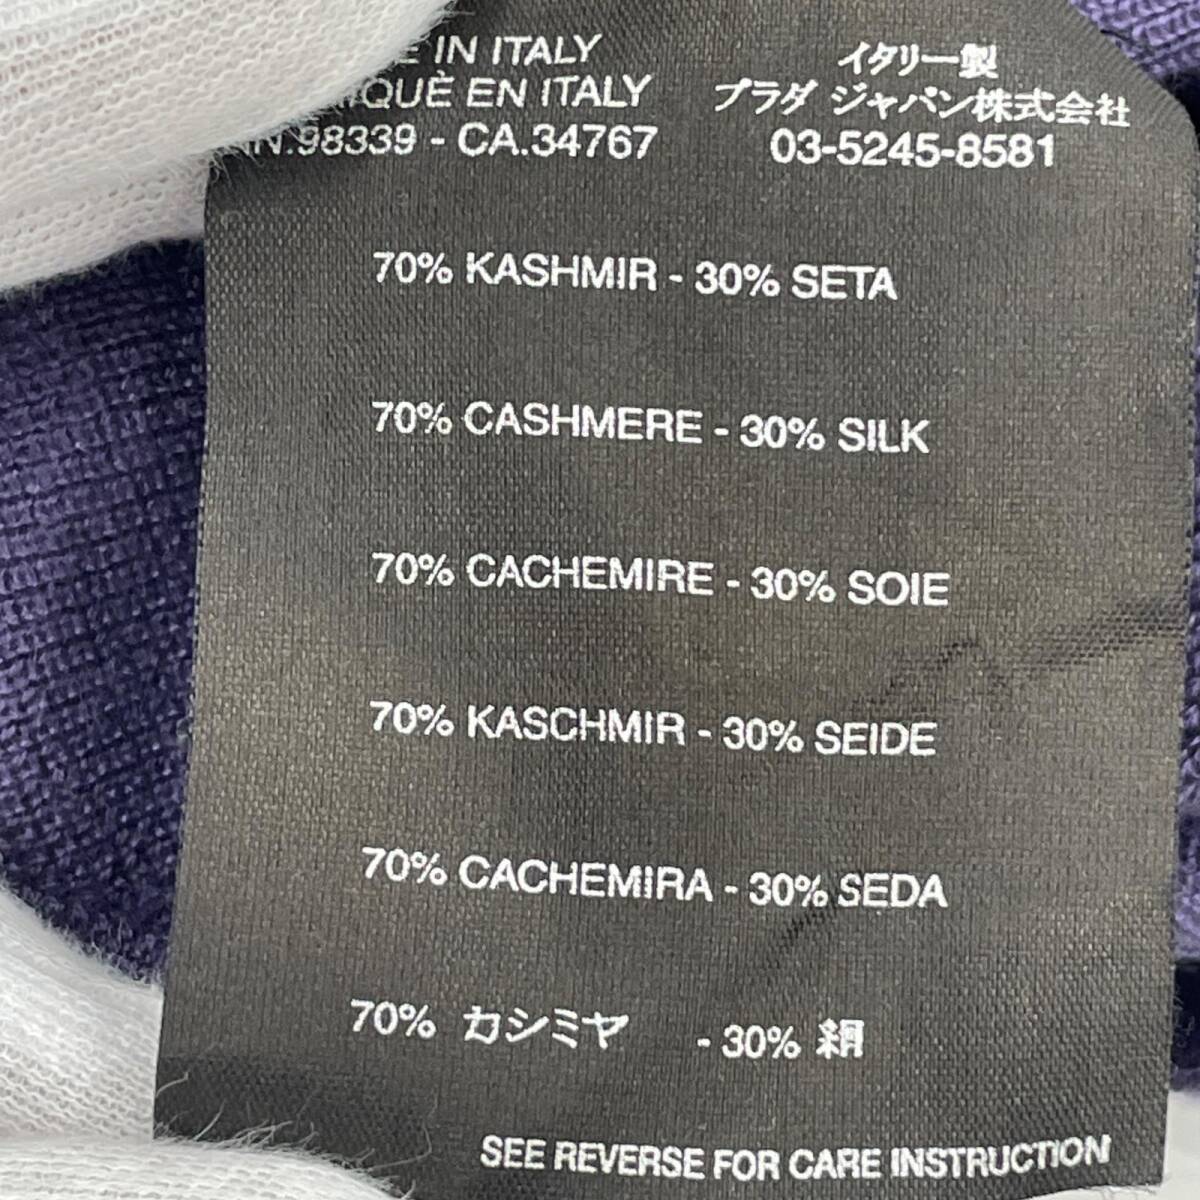 IN ITALY
EN ITALY
98339 - CA.34767
イタリー製
プラダ ジャパン株式会社
03-5245-8581
70% KASHMIR - 30% SETA
70% CASHMERE - 30% SILK
70% CACHEMIRE - 30% SOIE
70% KASCHMIR - 30% SEIDE
70% CACHEMIRA - 30% SEDA
70% カシミヤ - 30% 絹
SEE REVERSE FOR CARE INSTRUCTION